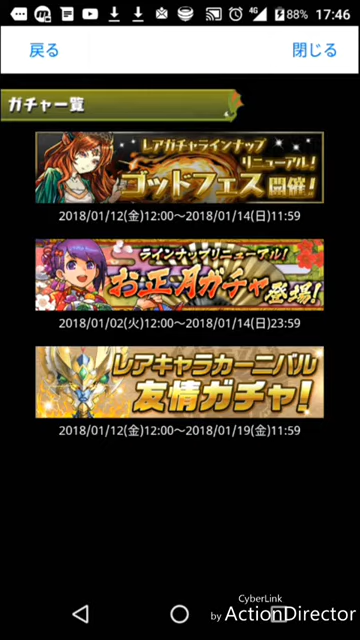 4G 88% 17:46
戻る 閉じる
ガチャ一覧
レアガチャラインナップ
リニューアル!
ゴッドフェス開催!
2018/01/12(金)12:00〜2018/01/14(日)11:59
ラインナップリニューアル!
お正月ガチャ登場!
2018/01/02(火)12:00〜2018/01/14(日)23:59
レアキャラカーニバル
友情ガチャ!
2018/01/12(金)12:00〜2018/01/19(金)11:59
CyberLink
by ActionDirector